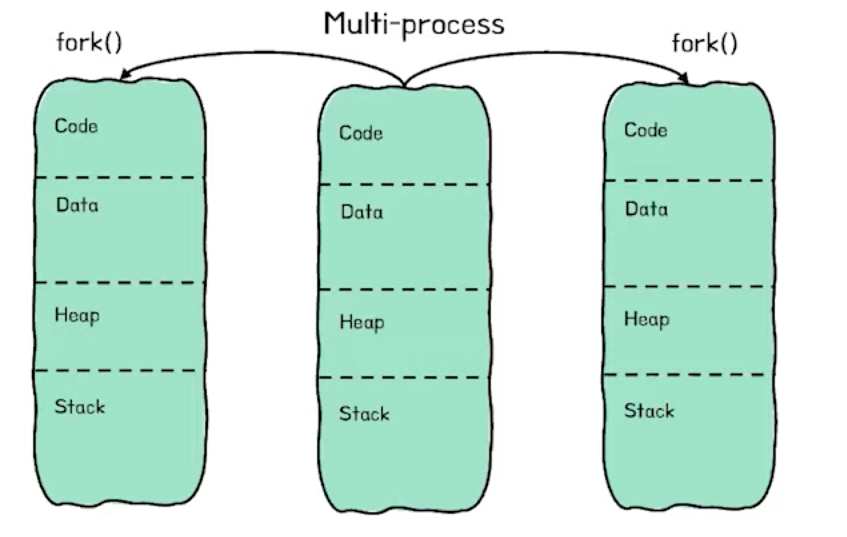 Multi-process
fork()
fork()
Code
Data
Heap
Stack
Code
Data
Heap
Stack
Code
Data
Heap
Stack